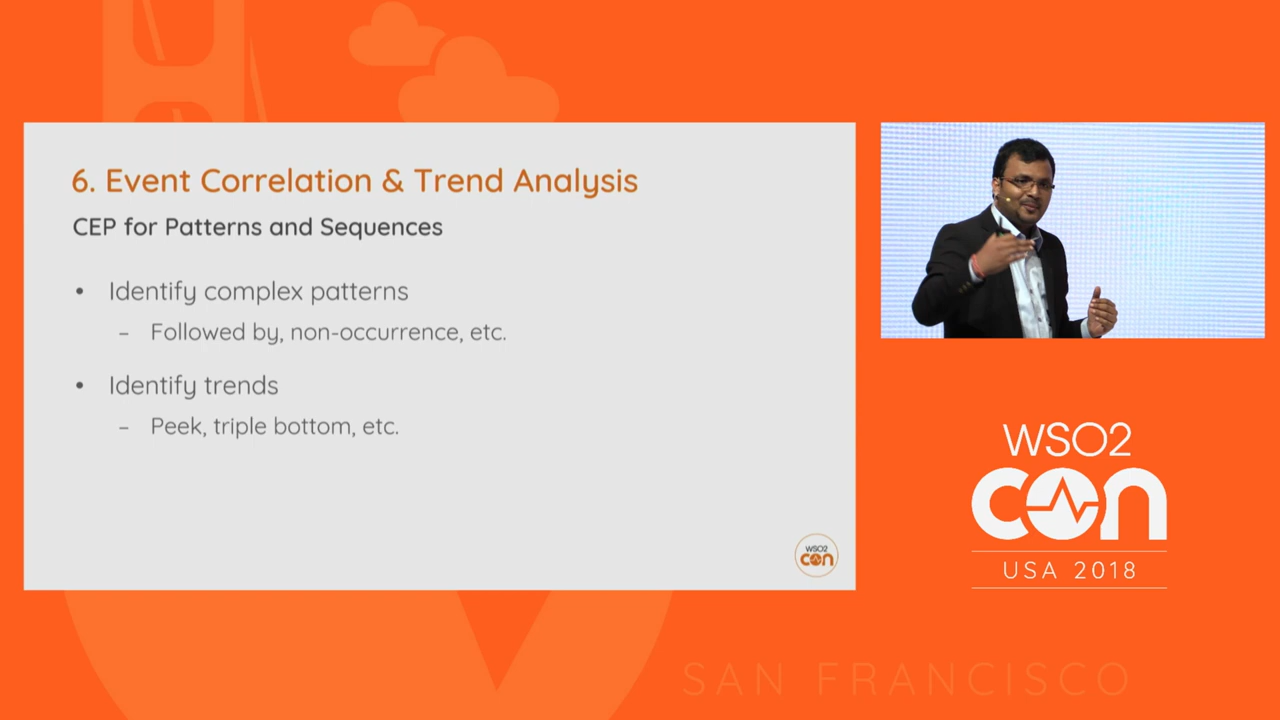 6. Event Correlation & Trend Analysis
CEP for Patterns and Sequences
• Identify complex patterns
– Followed by, non-occurrence, etc.
• Identify trends
– Peek, triple bottom, etc.
WSO2
con
WSO2
con
USA 2018
SAN FRANCISCO